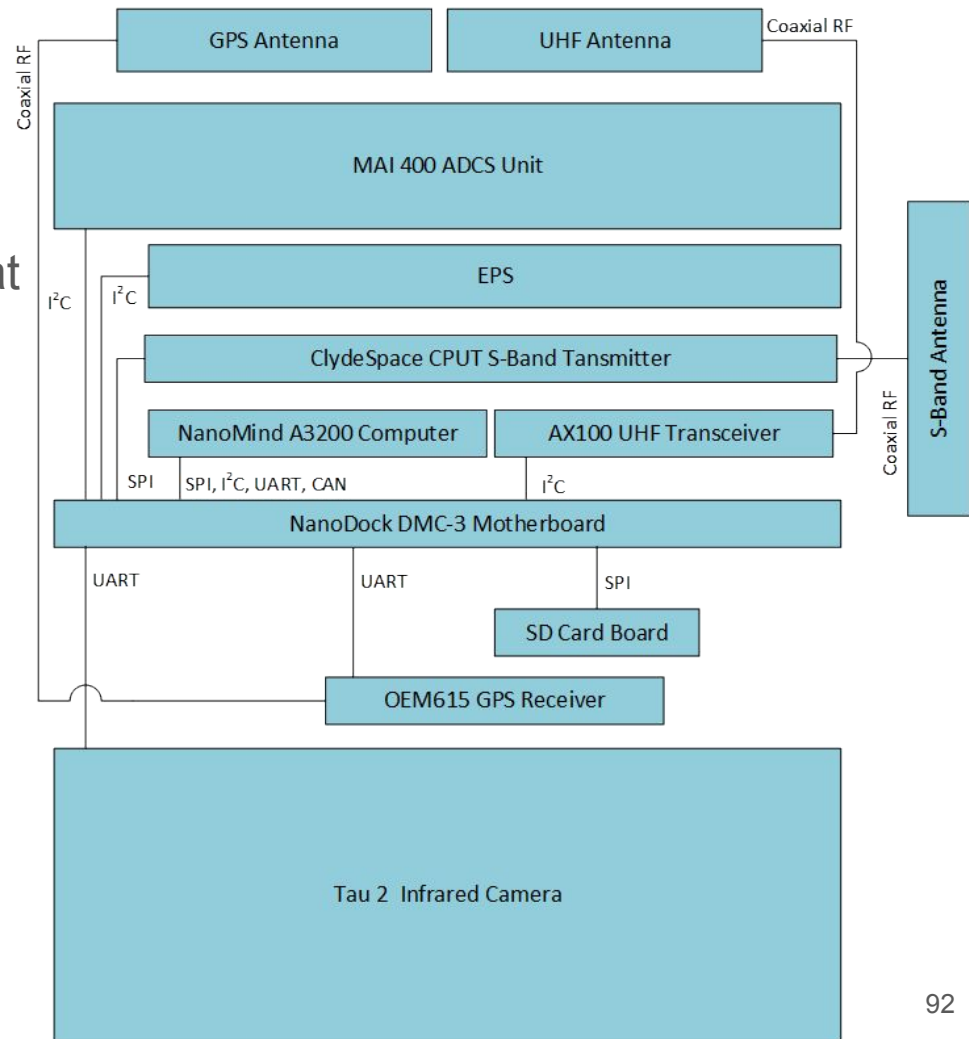 GPS Antenna
UHF Antenna
Coaxial RF
Coaxial RF
MAI 400 ADCS Unit
I²C
I²C
EPS
ClydeSpace CPUT S-Band Tansmitter
S-Band Antenna
Coaxial RF
NanoMind A3200 Computer
AX100 UHF Transceiver
SPI
SPI, I²C, UART, CAN
I²C
NanoDock DMC-3 Motherboard
UART
UART
SPI
SD Card Board
OEM615 GPS Receiver
Tau 2 Infrared Camera
92